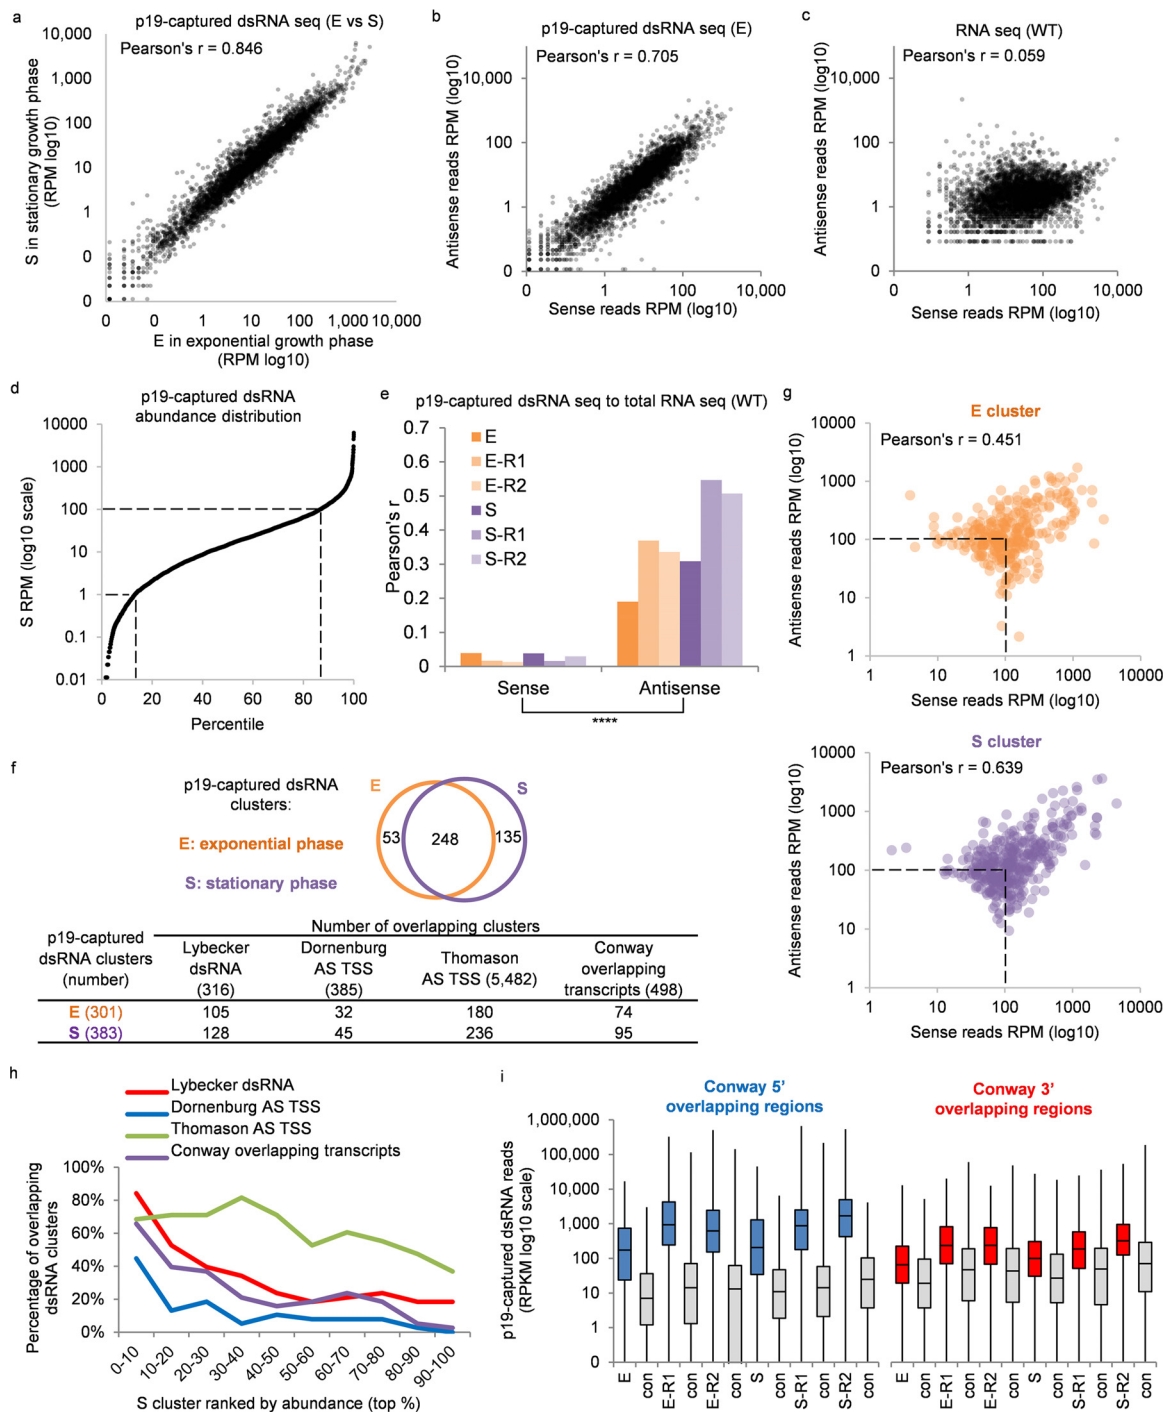 a
p19-captured dsRNA seq (E vs S)
Pearson's r = 0.846
10,000
1,000
100
10
1
0
0
S in stationary growth phase
(RPM log10)
0
0
1
10
100
1,000
10,000
E in exponential growth phase
(RPM log10)
b
p19-captured dsRNA seq (E)
Pearson's r = 0.705
10,000
100
1
0
Antisense reads RPM (log10)
0
1
100
10,000
Sense reads RPM (log10)
c
RNA seq (WT)
Pearson's r = 0.059
10,000
100
1
0
Antisense reads RPM (log10)
0
1
100
10,000
Sense reads RPM (log10)
d
p19-captured dsRNA
abundance distribution
10000
1000
100
10
1
0.1
0.01
S RPM (log10 scale)
0
20
40
60
80
100
Percentile
e
p19-captured dsRNA seq to total RNA seq (WT)
0.7
0.6
0.5
0.4
0.3
0.2
0.1
0
Pearson's r
E
E-R1
E-R2
S
S-R1
S-R2
Sense
Antisense
****
f
p19-captured dsRNA
clusters:
E: exponential phase
S: stationary phase
E
S
53
248
135
p19-captured
dsRNA clusters
(number)
Number of overlapping clusters
Lybecker
dsRNA
(316)
Dornenburg
AS TSS
(385)
Thomason
AS TSS (5,482)
Conway
overlapping
transcripts (498)
E (301) 105 32 180 74
S (383) 128 45 236 95
g
E cluster
Pearson's r = 0.451
10000
1000
100
10
1
Antisense reads RPM (log10)
1
10
100
1000
10000
Sense reads RPM (log10)
S cluster
Pearson's r = 0.639
10000
1000
100
10
1
Antisense reads RPM (log10)
1
10
100
1000
10000
Sense reads RPM (log10)
h
Lybecker dsRNA
Dornenburg AS TSS
Thomason AS TSS
Conway overlapping transcripts
100%
80%
60%
40%
20%
0%
Percentage of overlapping
dsRNA clusters
0-10
10-20
20-30
30-40
40-50
50-60
60-70
70-80
80-90
90-100
S cluster ranked by abundance (top %)
i
Conway 5’
overlapping regions
Conway 3’
overlapping regions
1,000,000
100,000
10,000
1,000
100
10
1
0
p19-captured dsRNA reads
(RPKM log10 scale)
E
con
E-R1
con
E-R2
con
S
con
S-R1
con
S-R2
con
E
con
E-R1
con
E-R2
con
S
con
S-R1
con
S-R2
con